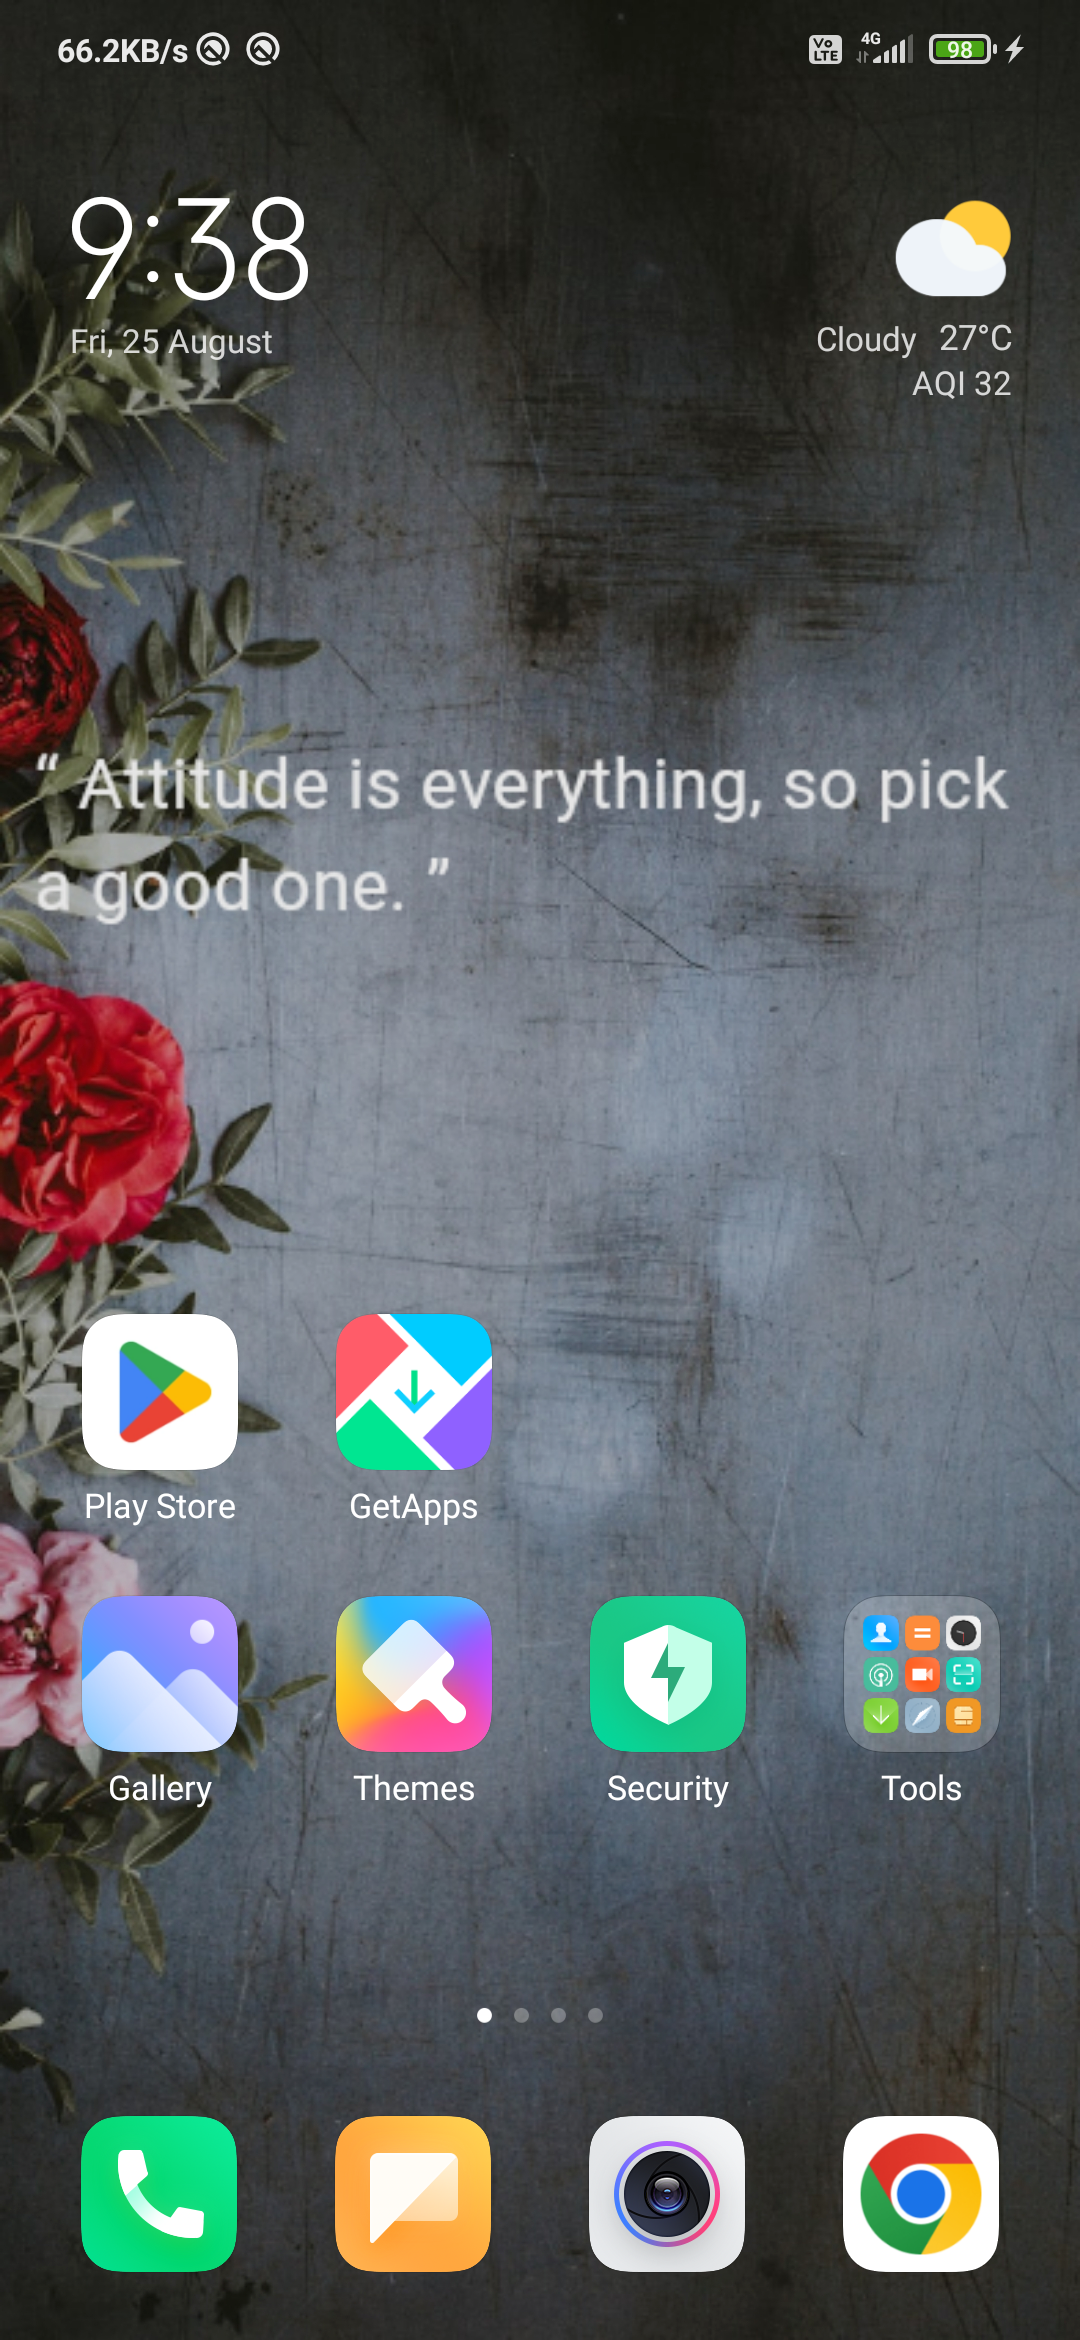 66.2KB/s
Vo LTE 4G 98
9:38
Fri, 25 August
Cloudy 27°C
AQI 32
“ Attitude is everything, so pick
a good one. ”
Play Store GetApps
Gallery Themes Security Tools